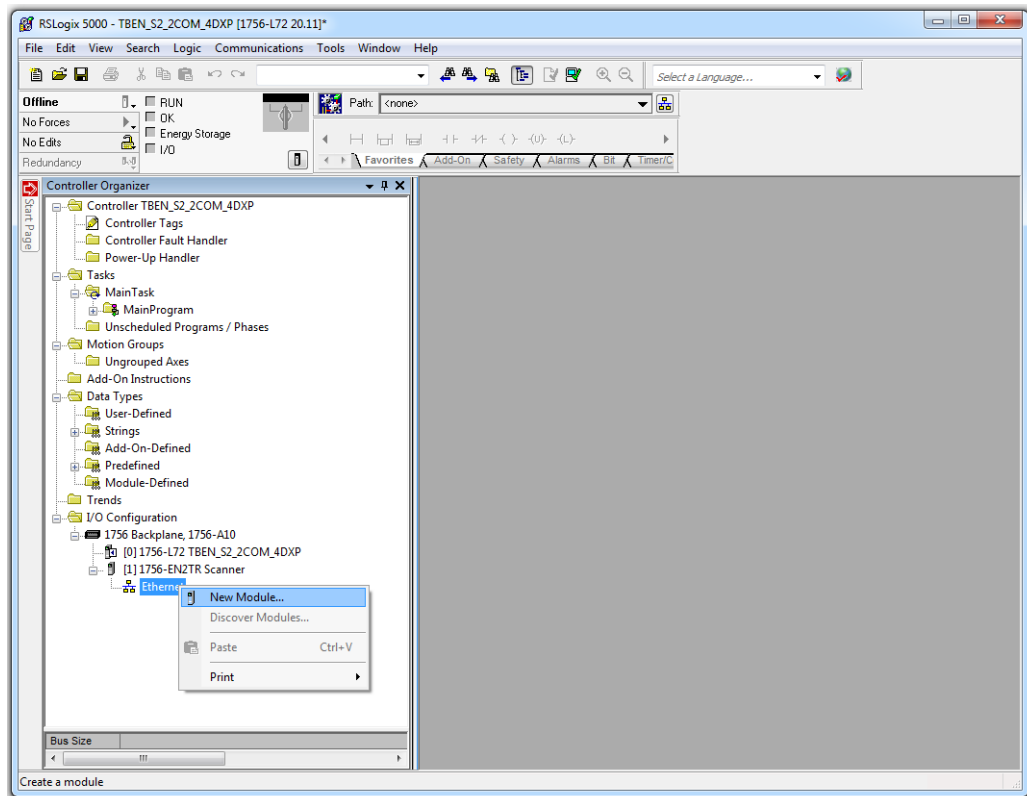 RSLogix 5000 - TBEN_S2_2COM_4DXP [1756-L72 20.11]*
File Edit View Search Logic Communications Tools Window Help
Select a Language...
Offline
RUN
Path: <none>
No Forces
OK
No Edits
Energy Storage
Redundancy
I/O
Favorites Add-On Safety Alarms Bit Timer/C
Start Page
Controller Organizer
Controller TBEN_S2_2COM_4DXP
Controller Tags
Controller Fault Handler
Power-Up Handler
Tasks
MainTask
MainProgram
Unscheduled Programs / Phases
Motion Groups
Ungrouped Axes
Add-On Instructions
Data Types
User-Defined
Strings
Add-On-Defined
Predefined
Module-Defined
Trends
I/O Configuration
1756 Backplane, 1756-A10
[0] 1756-L72 TBEN_S2_2COM_4DXP
[1] 1756-EN2TR Scanner
Ethernet
New Module...
Discover Modules...
Paste Ctrl+V
Print
Bus Size
Create a module